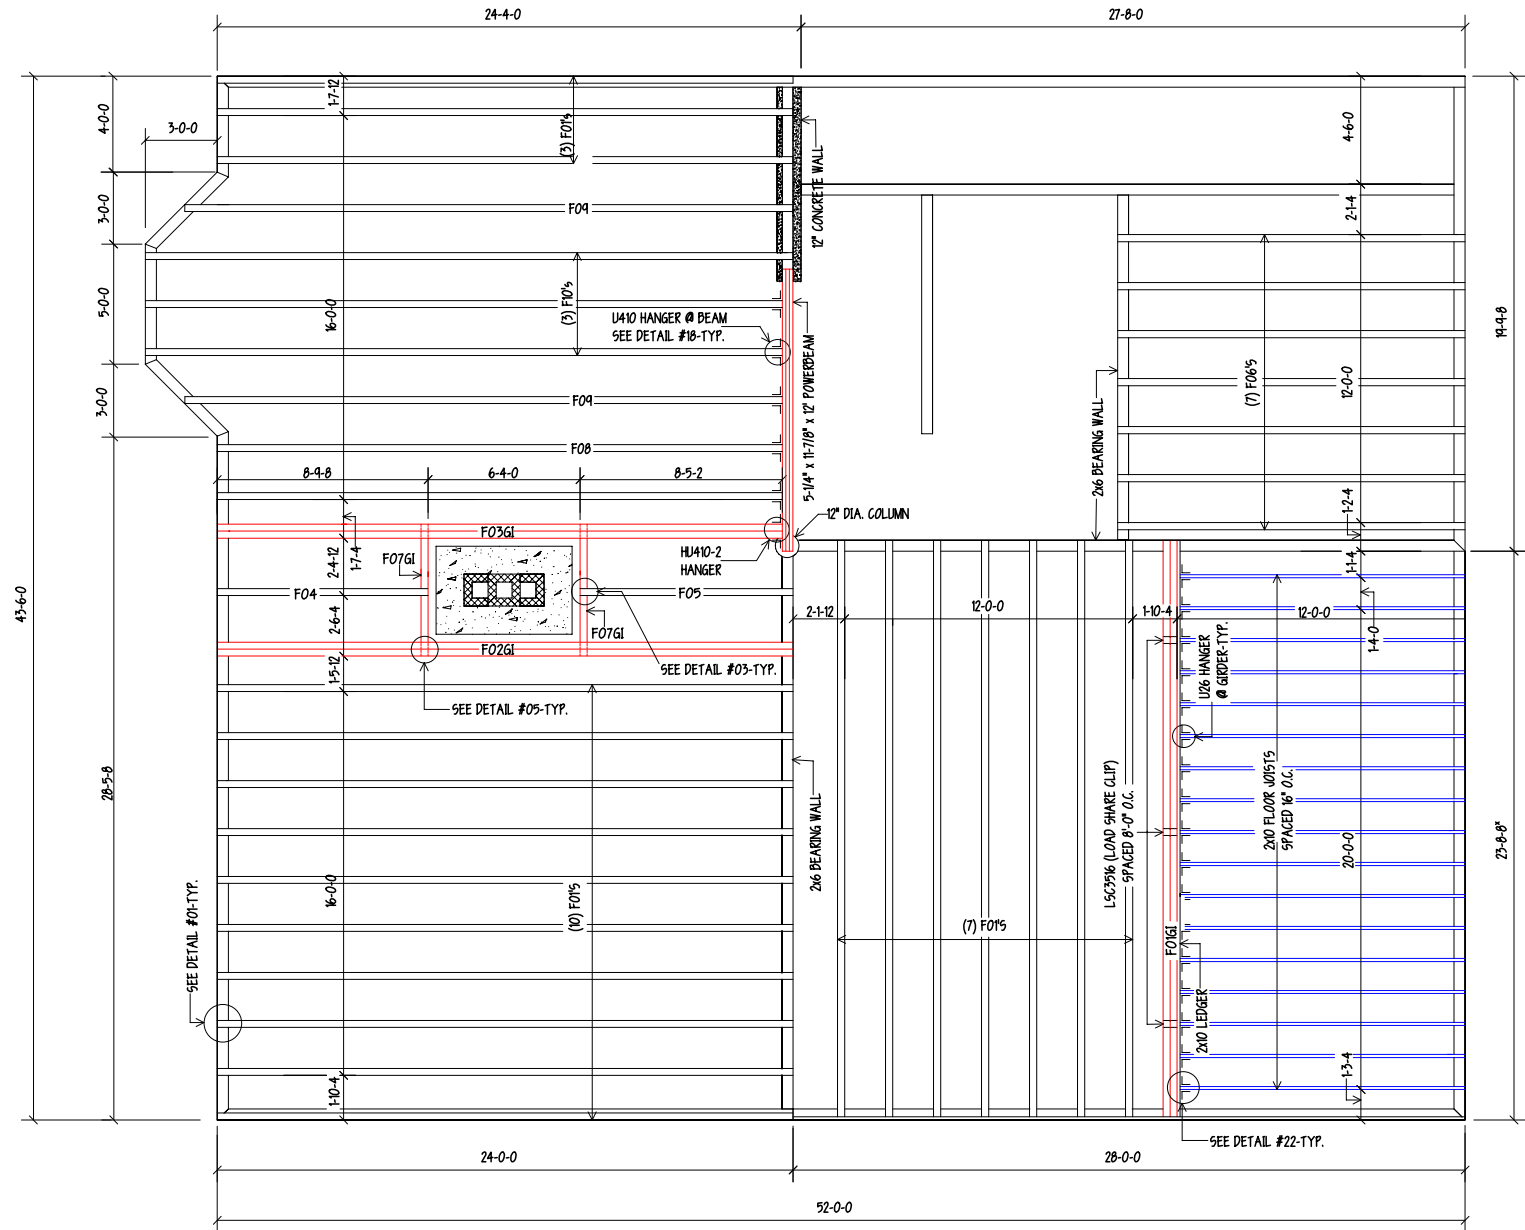 24-4-0
27-8-0
4-0-0
3-0-0
1-7-12
(3) F01'S
12" CONCRETE WALL
4-6-0
3-0-0
F09
2-1-4
5-0-0
16-0-0
(3) F10's
U410 HANGER @ BEAM
SEE DETAIL #18-TYP.
5-1/4" x 11-7/8" x 12' POWERBEAM
19-9-8
3-0-0
F09
2x6 BEARING WALL
(7) F06'S
12-0-0
F08
8-9-8
6-4-0
8-5-2
1-7-4
1-2-4
12" DIA. COLUMN
F03GI
HU410-2
HANGER
43-6-0
2-4-12
F07GI
1-1-4
F04
F05
2-6-4
F07GI
2-1-12
12-0-0
1-10-4
12-0-0
1-4-0
F02GI
1-5-12
SEE DETAIL #03-TYP.
U26 HANGER
@ GIRDER-TYP.
SEE DETAIL #05-TYP.
28-5-8
2x6 BEARING WALL
LSC3516 (LOAD SHARE CLIP)
SPACED 8'-0" O.C.
2x10 FLOOR JOISTS
SPACED 16" O.C.
20-0-0
23-8-8"
16-0-0
(10) F01'S
SEE DETAIL #01-TYP.
(7) F01'S
F01GI
2x10 LEDGER
1-10-4
1-3-4
SEE DETAIL #22-TYP.
24-0-0
28-0-0
52-0-0